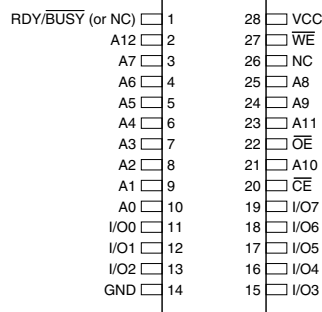 RDY/BUSY (or NC) 1 28 VCC
A12 2 27 WE
A7 3 26 NC
A6 4 25 A8
A5 5 24 A9
A4 6 23 A11
A3 7 22 OE
A2 8 21 A10
A1 9 20 CE
A0 10 19 I/O7
I/O0 11 18 I/O6
I/O1 12 17 I/O5
I/O2 13 16 I/O4
GND 14 15 I/O3